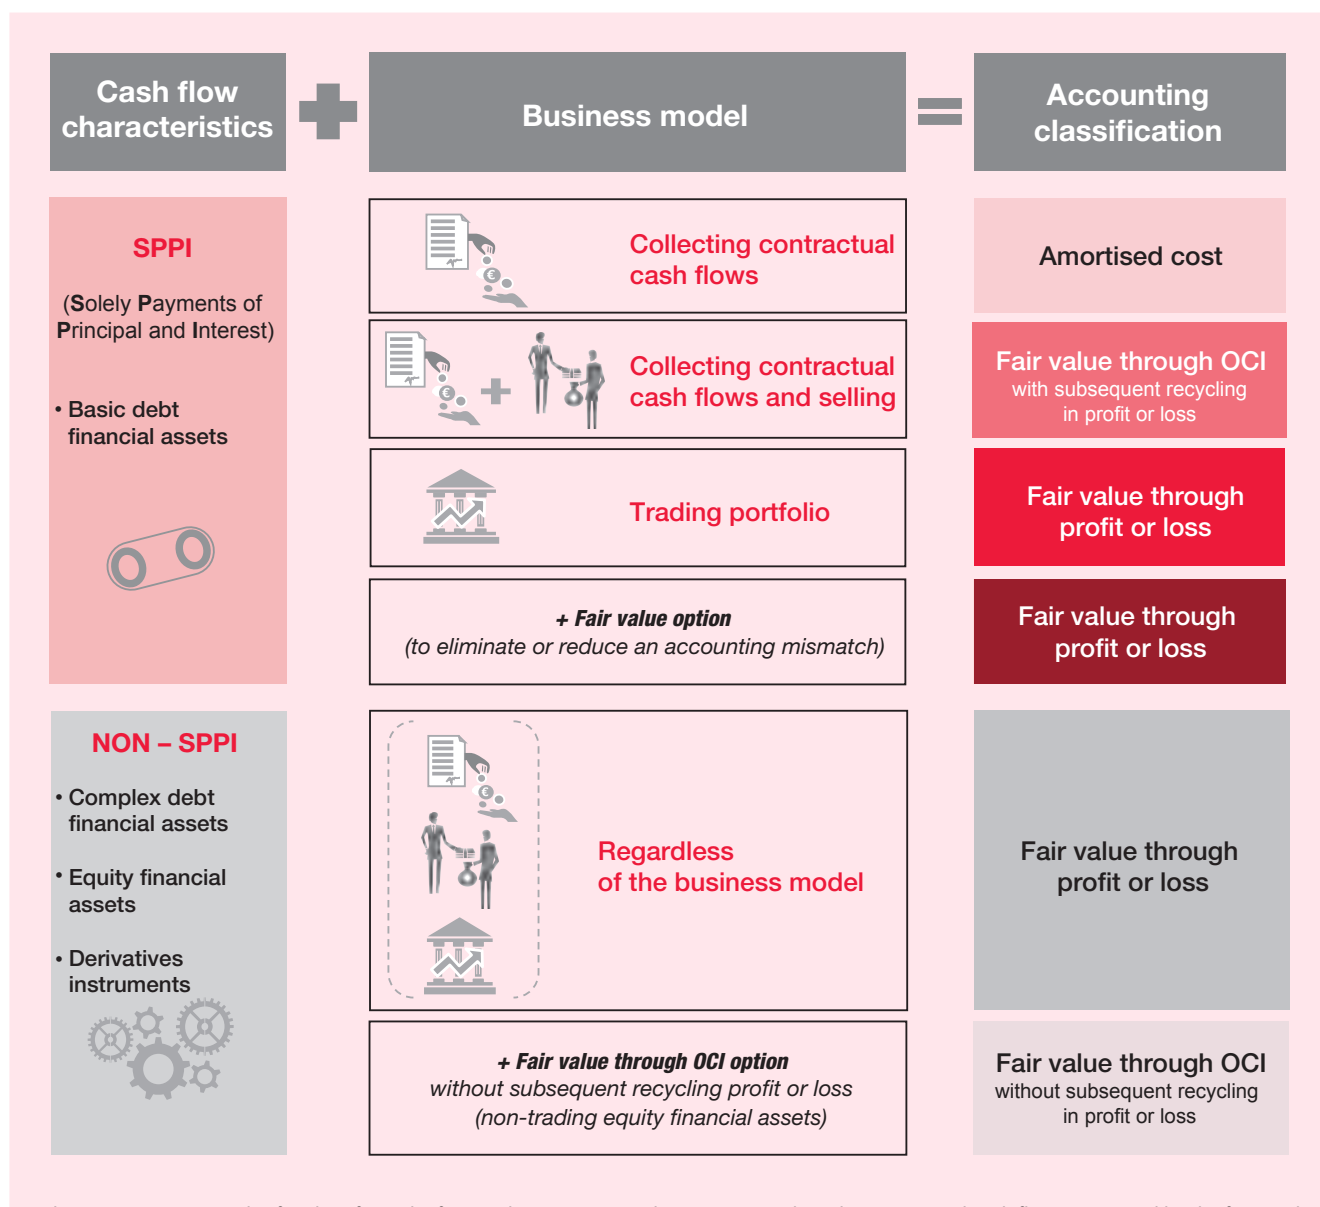 Cash flow
characteristics
Business model
Accounting
classification
SPPI
(Solely Payments of
Principal and Interest)
• Basic debt
financial assets
Collecting contractual
cash flows
Amortised cost
Collecting contractual
cash flows and selling
Fair value through OCI
with subsequent recycling
in profit or loss
Trading portfolio
Fair value through
profit or loss
+ Fair value option
(to eliminate or reduce an accounting mismatch)
Fair value through
profit or loss
NON – SPPI
• Complex debt
financial assets
• Equity financial
assets
• Derivatives
instruments
Regardless
of the business model
Fair value through
profit or loss
+ Fair value through OCI option
without subsequent recycling profit or loss
(non-trading equity financial assets)
Fair value through OCI
without subsequent recycling
in profit or loss